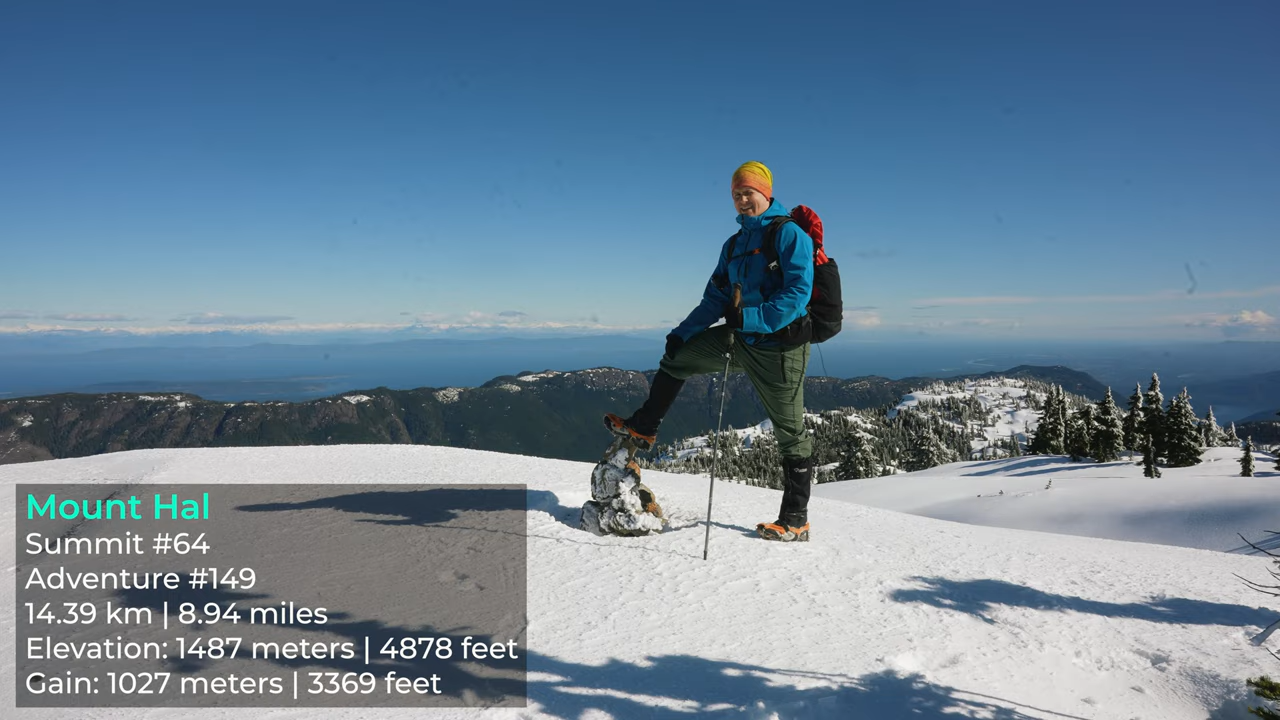 Mount Hal
Summit #64
Adventure #149
14.39 km | 8.94 miles
Elevation: 1487 meters | 4878 feet
Gain: 1027 meters | 3369 feet